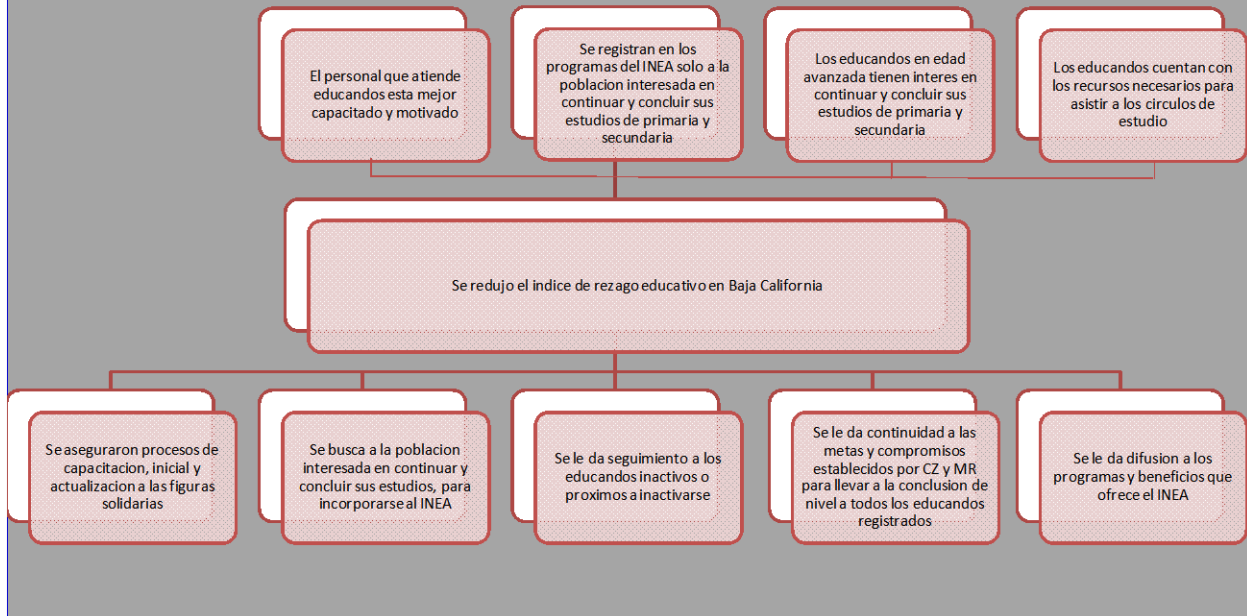 El personal que atiende
educandos esta mejor
capacitado y motivado
Se registran en los
programas del INEA solo a la
poblacion interesada en
continuar y concluir sus
estudios de primaria y
secundaria
Los educandos en edad
avanzada tienen interes en
continuar y concluir sus
estudios de primaria y
secundaria
Los educandos cuentan con
los recursos necesarios para
asistir a los circulos de
estudio
Se redujo el indice de rezago educativo en Baja California
Se aseguraron procesos de
capacitacion, inicial y
actualizacion a las figuras
solidarias
Se busca a la poblacion
interesada en continuar y
concluir sus estudios, para
incorporarse al INEA
Se le da seguimiento a los
educandos inactivos o
proximos a inactivarse
Se le da continuidad a las
metas y compromisos
establecidos por CZ y MR
para llevar a la conclusion de
nivel a todos los educandos
registrados
Se le da difusion a los
programas y beneficios que
ofrece el INEA